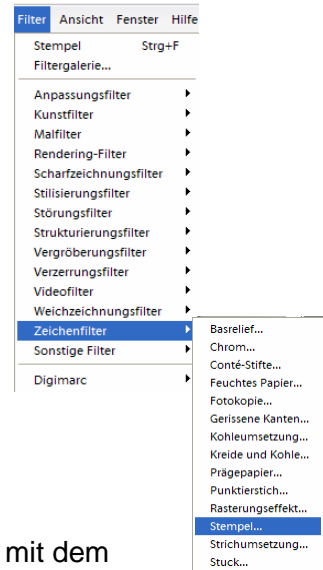 Filter Ansicht Fenster Hilfe
Stempel Strg+F
Filtergalerie...
Anpassungsfilter
Kunstfilter
Malfilter
Rendering-Filter
Scharfzeichnungsfilter
Stilisierungsfilter
Störungsfilter
Strukturierungsfilter
Vergröberungsfilter
Verzerrungsfilter
Videofilter
Weichzeichnungsfilter
Zeichenfilter
Sonstige Filter
Digimarc
Basrelief...
Chrom...
Conté-Stifte...
Feuchtes Papier...
Fotokopie...
Gerissene Kanten...
Kohleumsetzung...
Kreide und Kohle...
Prägepapier...
Punktierstich...
Rasterungseffekt...
Stempel...
Strichumsetzung...
Stuck...
mit dem